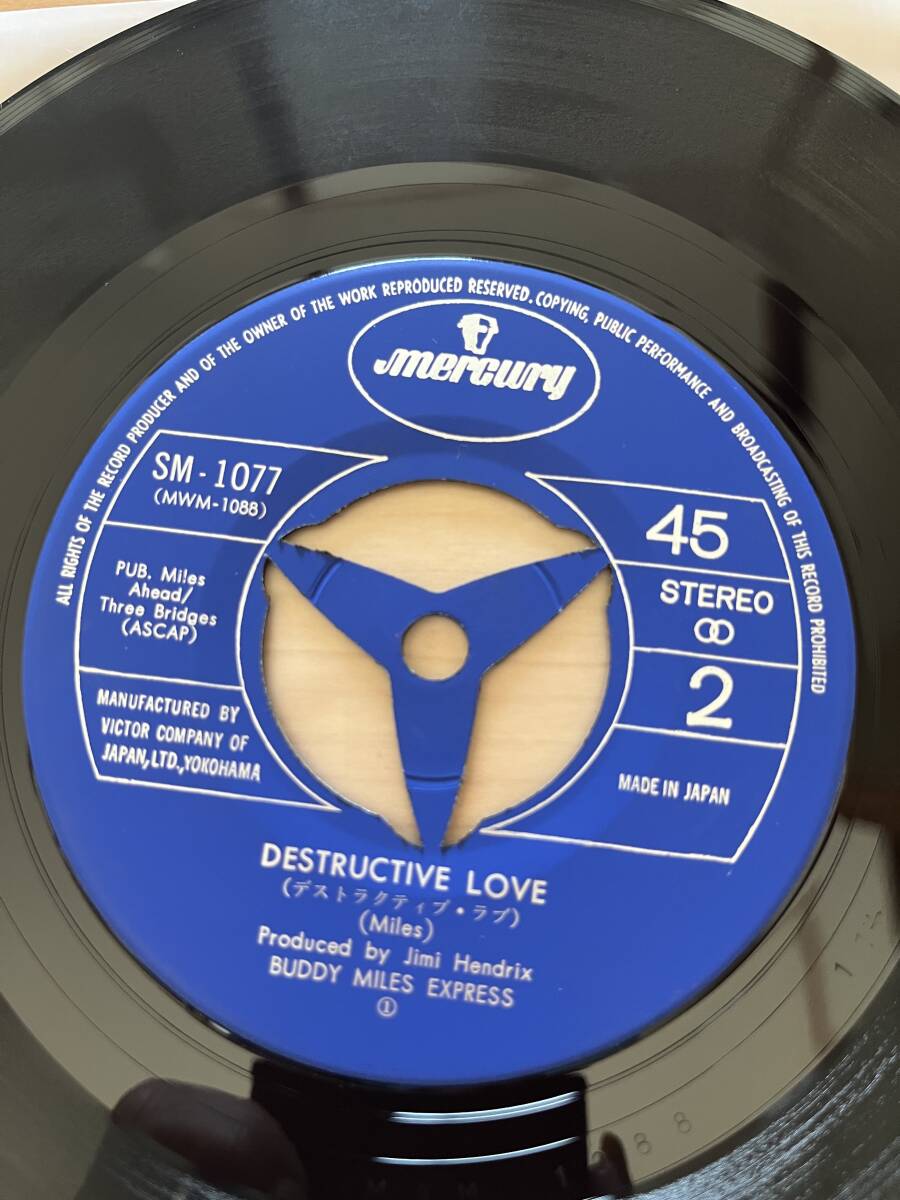 ALL RIGHTS OF THE RECORD PRODUCER AND OF THE OWNER OF THE WORK REPRODUCED RESERVED. COPYING, PUBLIC PERFORMANCE AND BROADCASTING OF THIS RECORD PROHIBITED
mercury
SM-1077
(MWM-1088)
PUB. Miles
Ahead/
Three Bridges
(ASCAP)
MANUFACTURED BY
VICTOR COMPANY OF
JAPAN,LTD.,YOKOHAMA
45
STEREO
2
MADE IN JAPAN
DESTRUCTIVE LOVE
(デストラクティブ・ラブ)
(Miles)
Produced by Jimi Hendrix
BUDDY MILES EXPRESS
①